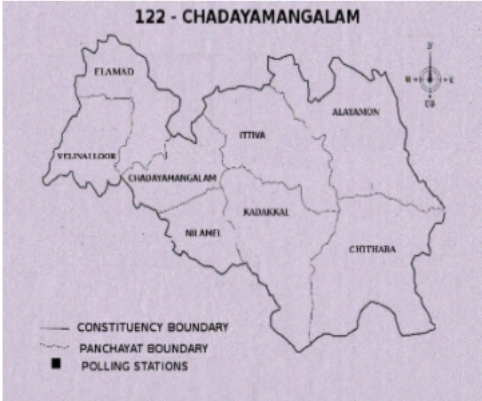 122 - CHADAYAMANGALAM
ELAMAD
ALAYAMON
ITTIVA
VELINALLOOR
CHADAYAMANGALAM
KADAKKAL
NILAMEL
CHITHARA
CONSTITUENCY BOUNDARY
PANCHAYAT BOUNDARY
POLLING STATIONS